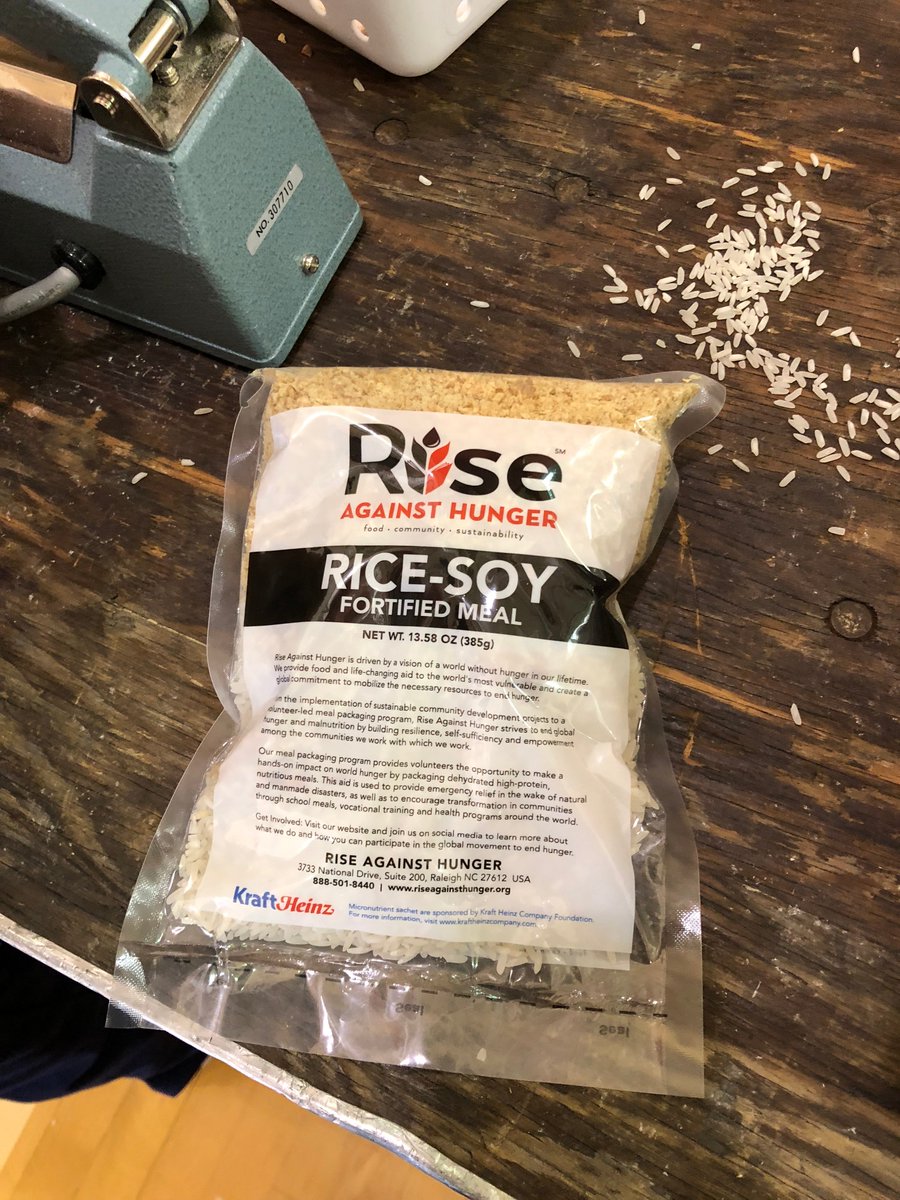 NO. 307710
Rise SM
AGAINST HUNGER
food · community · sustainability
RICE-SOY
FORTIFIED MEAL
NET WT. 13.58 OZ (385g)
Rise Against Hunger is driven by a vision of a world without hunger in our lifetime.
We provide food and life-changing aid to the world's most vulnerable and create a
global commitment to mobilize the necessary resources to end hunger.
the implementation of sustainable community development projects to a
volunteer-led meal packaging program, Rise Against Hunger strives to end global
hunger and malnutrition by building resilience, self-sufficiency and empowerment
among the communities we work with which we work.
Our meal packaging program provides volunteers the opportunity to make a
hands-on impact on world hunger by packaging dehydrated high-protein,
nutritious meals. This aid is used to provide emergency relief in the wake of natural
and manmade disasters, as well as to encourage transformation in communities
through school meals, vocational training and health programs around the world.
Get Involved: Visit our website and join us on social media to learn more about
what we do and how you can participate in the global movement to end hunger.
RISE AGAINST HUNGER
3733 National Drive, Suite 200, Raleigh NC 27612 USA
888-501-8440 | www.riseagainsthunger.org
KraftHeinz
Micronutrient sachet are sponsored by Kraft Heinz Company Foundation.
For more information, visit www.kraftheinzcompany.com
Seal
Seal